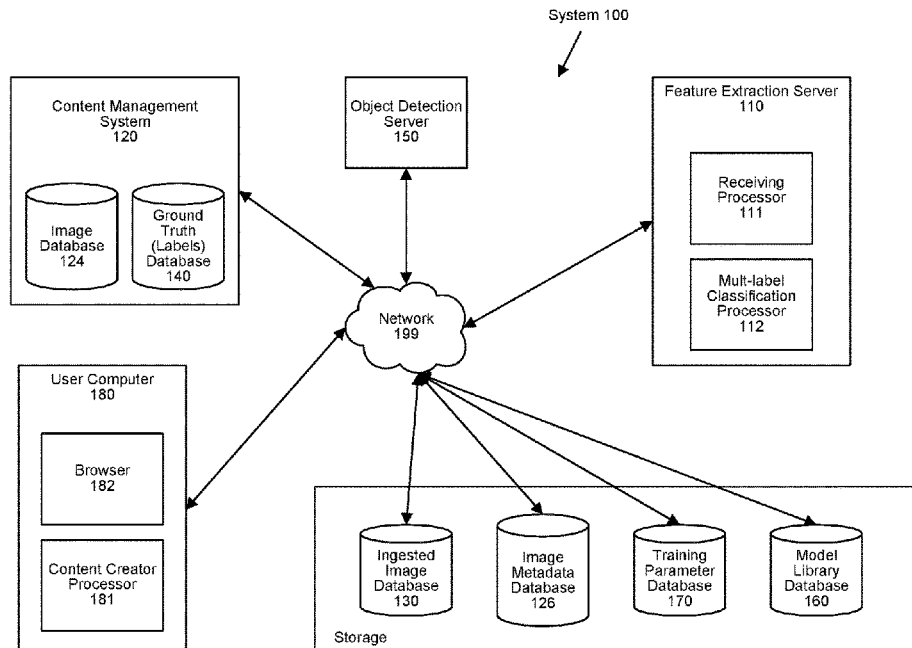 System 100
Content Management
System
120
Image
Database
124
Ground
Truth
(Labels)
Database
140
Object Detection
Server
150
Feature Extraction Server
110
Receiving
Processor
111
Mult-label
Classification
Processor
112
Network
199
User Computer
180
Browser
182
Content Creator
Processor
181
Ingested
Image
Database
130
Image
Metadata
Database
126
Training
Parameter
Database
170
Model
Library
Database
160
Storage